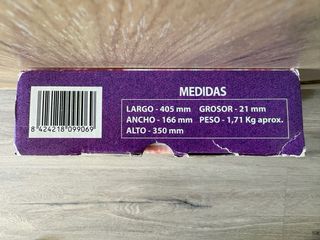 MEDIDAS
LARGO - 405 mm GROSOR - 21 mm
ANCHO - 166 mm PESO - 1,71 Kg aprox.
ALTO - 350 mm
8 424218 099069